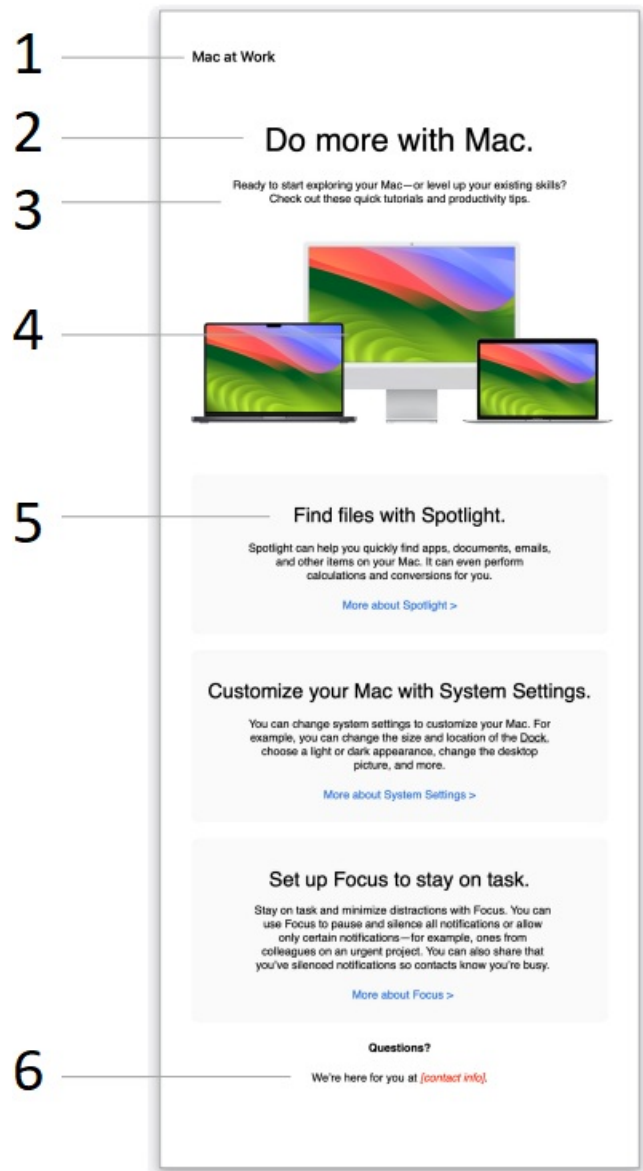 1
Mac at Work
2
Do more with Mac.
3
Ready to start exploring your Mac—or level up your existing skills?
Check out these quick tutorials and productivity tips.
4
5
Find files with Spotlight.
Spotlight can help you quickly find apps, documents, emails,
and other items on your Mac. It can even perform
calculations and conversions for you.
More about Spotlight >
Customize your Mac with System Settings.
You can change system settings to customize your Mac. For
example, you can change the size and location of the Dock,
choose a light or dark appearance, change the desktop
picture, and more.
More about System Settings >
Set up Focus to stay on task.
Stay on task and minimize distractions with Focus. You can
use Focus to pause and silence all notifications or allow
only certain notifications—for example, ones from
colleagues on an urgent project. You can also share that
you've silenced notifications so contacts know you're busy.
More about Focus >
Questions?
6
We're here for you at [contact info].